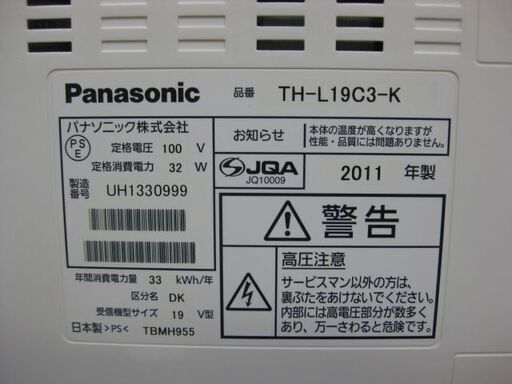 Panasonic 品番 TH-L19C3-K
パナソニック株式会社
PS
E
定格電圧 100 V
定格消費電力 32 W
製造
番号 UH1330999
お知らせ
本体の温度が高くなりますが
性能・品質には問題ありません。
JQA
JQ10009
2011 年製
警告
高圧注意
サービスマン以外の方は、
裏ぶたをあけないでください。
内部には高電圧部分が数多く
あり、万一さわると危険です。
年間消費電力量 33 kWh/年
区分名 DK
受信機型サイズ 19 V型
日本製 >PS< TBMH955